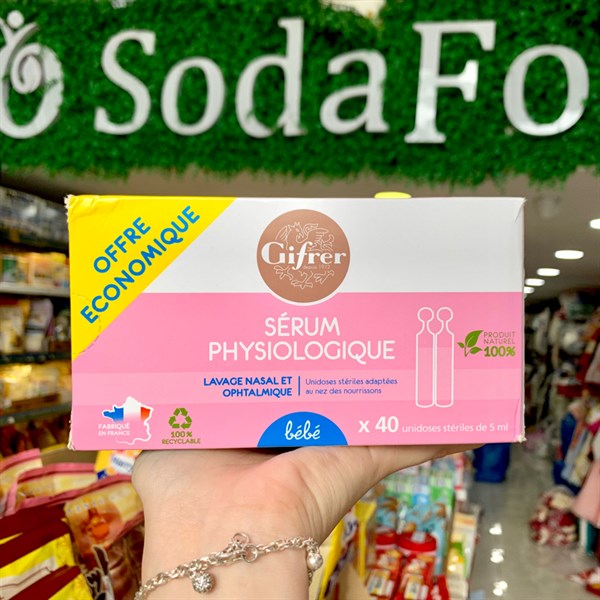 SodaFo
OFFRE
ECONOMIQUE
Gifrer
SÉRUM
PHYSIOLOGIQUE
LAVAGE NASAL ET
OPHTALMIQUE
Unidoses stériles adaptées
au nez des nourrissons
PRODUIT
NATUREL
100%
FABRIQUÉ
EN FRANCE
100%
RECYCLABLE
bébé
x 40 unidoses stériles de 5 ml